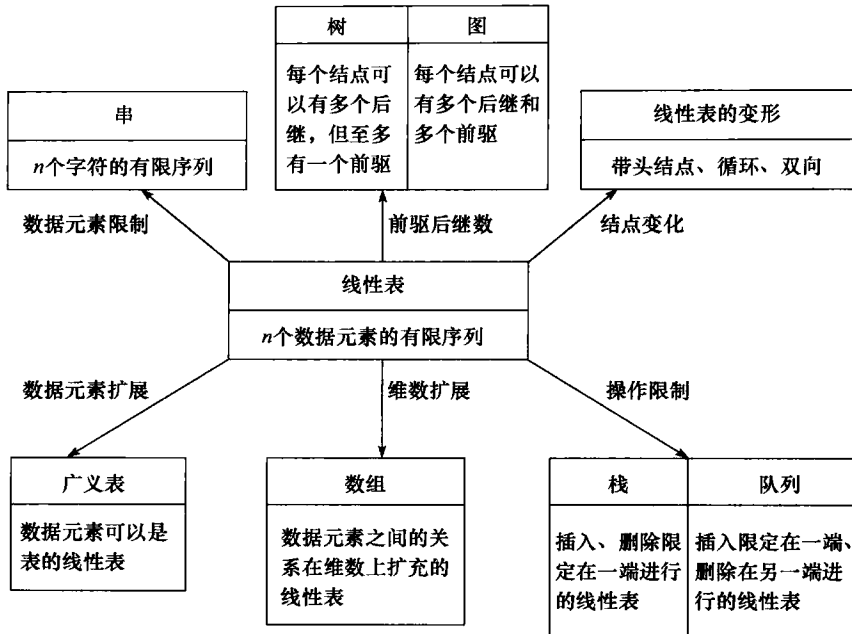 树
图
每个结点可
以有多个后
继，但至多
有一个前驱
每个结点可以
有多个后继和
多个前驱
串
n个字符的有限序列
线性表的变形
带头结点、循环、双向
数据元素限制
前驱后继数
结点变化
线性表
n个数据元素的有限序列
数据元素扩展
维数扩展
操作限制
广义表
数据元素可以是
表的线性表
数组
数据元素之间的关
系在维数上扩充的
线性表
栈
队列
插入、删除限
定在一端进行
的线性表
插入限定在一端、
删除在另一端进
行的线性表